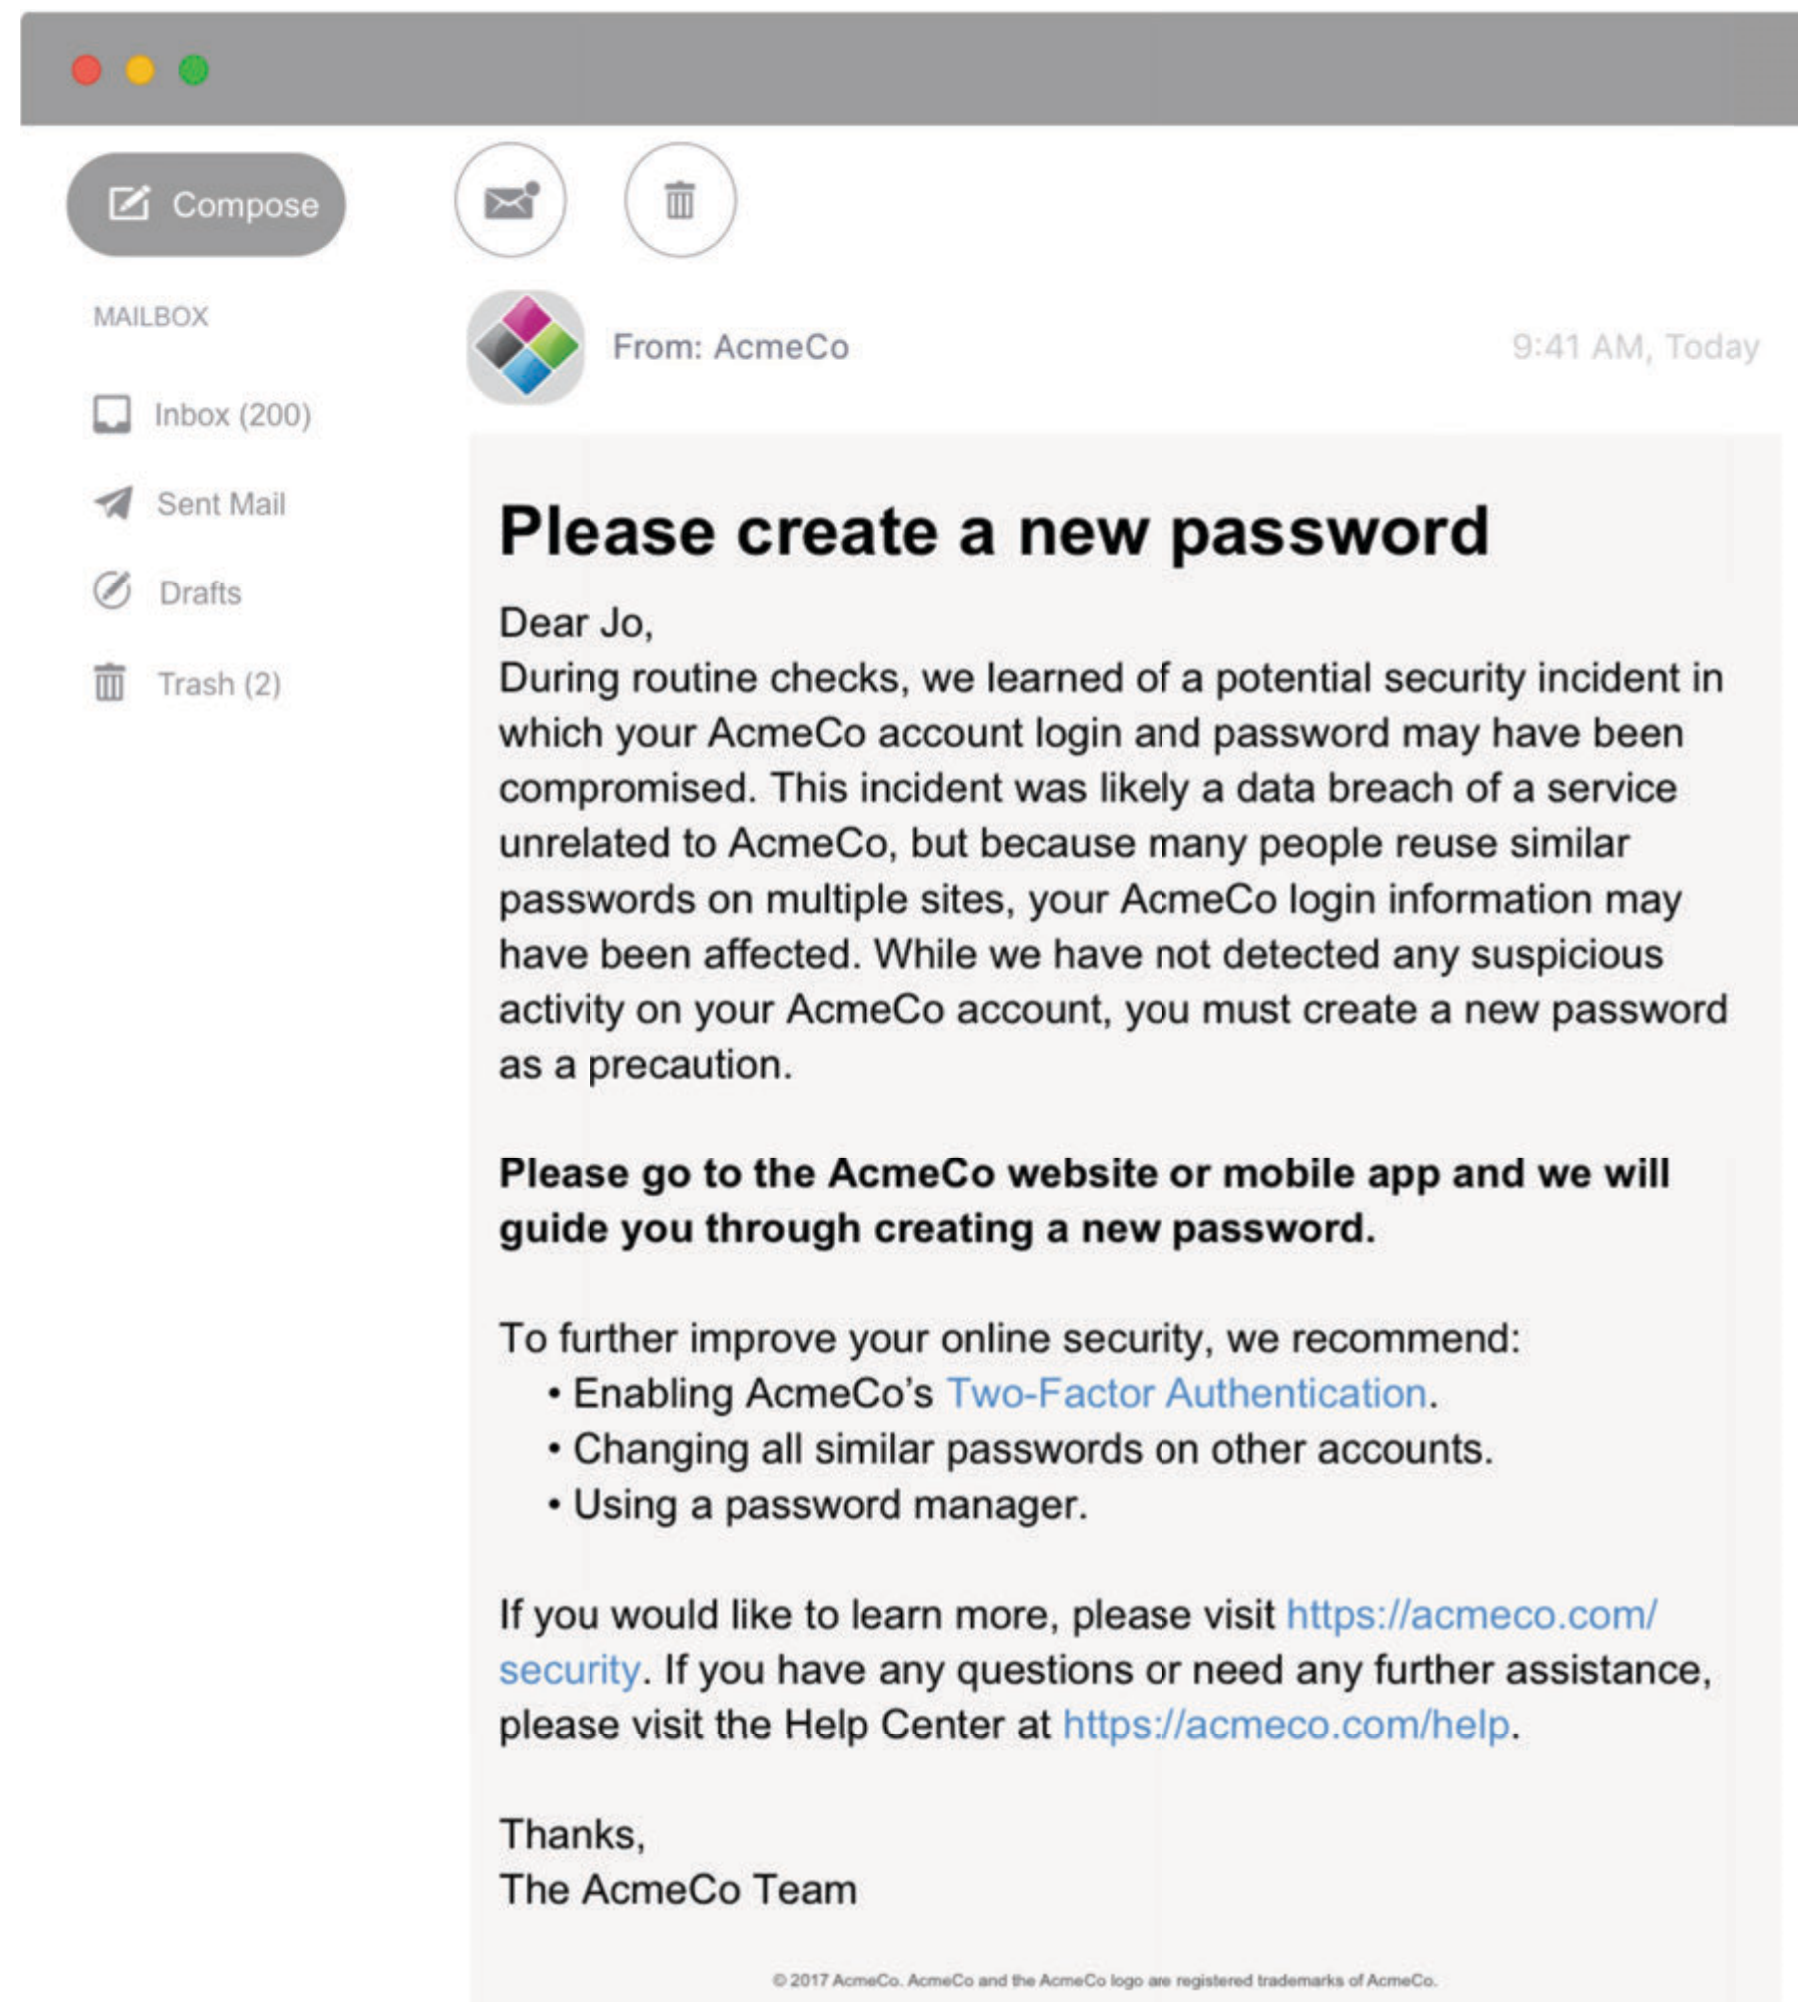 Compose
MAILBOX
From: AcmeCo
9:41 AM, Today
Inbox (200)
Sent Mail
Drafts
Trash (2)
Please create a new password
Dear Jo,
During routine checks, we learned of a potential security incident in
which your AcmeCo account login and password may have been
compromised. This incident was likely a data breach of a service
unrelated to AcmeCo, but because many people reuse similar
passwords on multiple sites, your AcmeCo login information may
have been affected. While we have not detected any suspicious
activity on your AcmeCo account, you must create a new password
as a precaution.
Please go to the AcmeCo website or mobile app and we will
guide you through creating a new password.
To further improve your online security, we recommend:
• Enabling AcmeCo’s Two-Factor Authentication.
• Changing all similar passwords on other accounts.
• Using a password manager.
If you would like to learn more, please visit https://acmeco.com/
security. If you have any questions or need any further assistance,
please visit the Help Center at https://acmeco.com/help.
Thanks,
The AcmeCo Team
© 2017 AcmeCo. AcmeCo and the AcmeCo logo are registered trademarks of AcmeCo.